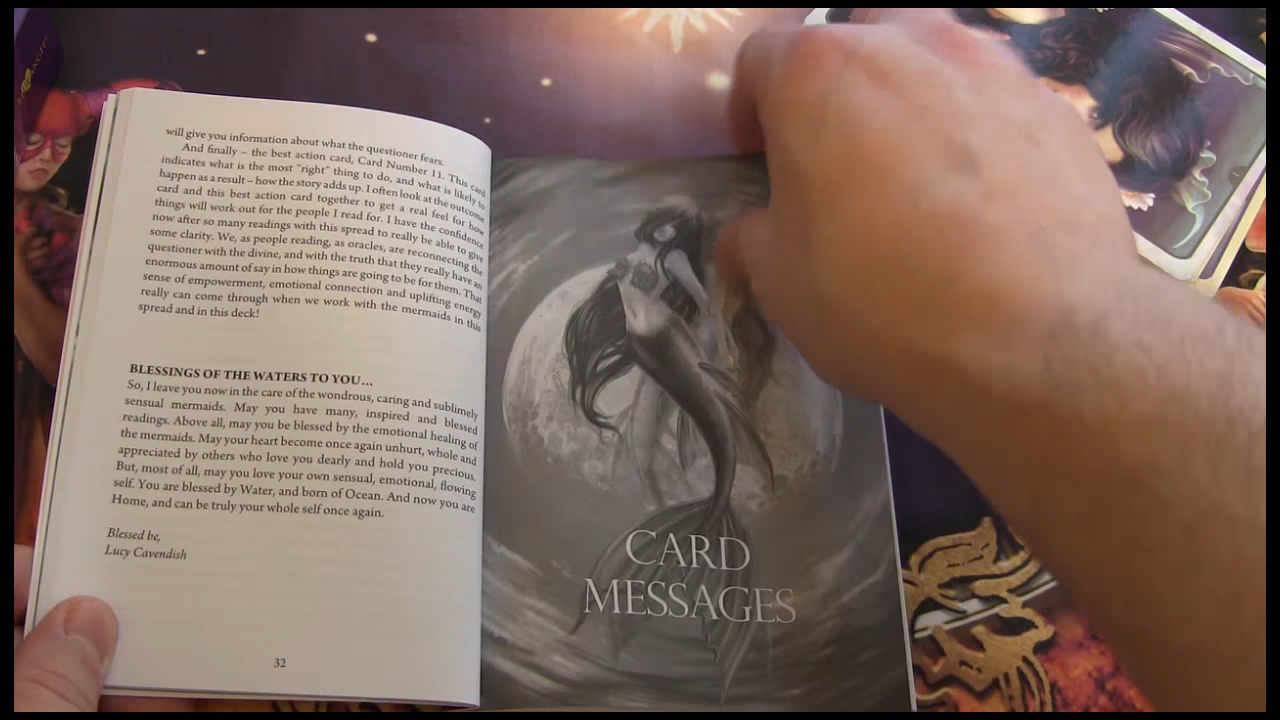 will give you information about what the questioner fears.
And finally – the best action card, Card Number 11. This card
indicates what is the most "right" thing to do, and what is likely to
happen as a result – how the story adds up. I often look at the outcome
card and this best action card together to get a real feel for how
things will work out for the people I read for. I have the confidence
now after so many readings with this spread to really be able to give
some clarity. We, as people reading, as oracles, are reconnecting the
questioner with the divine, and with the truth that they really have an
enormous amount of say in how things are going to be for them. That
sense of empowerment, emotional connection and uplifting energy
really can come through when we work with the mermaids in this
spread and in this deck!
BLESSINGS OF THE WATERS TO YOU...
So, I leave you now in the care of the wondrous, caring and sublimely
sensual mermaids. May you have many, inspired and blessed
readings. Above all, may you be blessed by the emotional healing of
the mermaids. May your heart become once again unhurt, whole and
appreciated by others who love you dearly and hold you precious.
But, most of all, may you love your own sensual, emotional, flowing
self. You are blessed by Water, and born of Ocean. And now you are
Home, and can be truly your whole self once again.
Blessed be,
Lucy Cavendish
32
CARD
MESSAGES